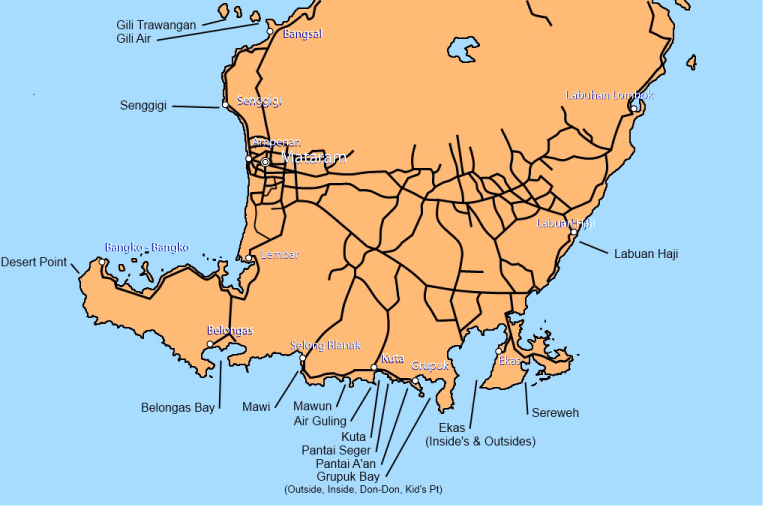 Gili Trawangan
Gili Air
Bangsal
Senggigi
Senggigi
Labuhan Lombok
Ampenan
Mataram
Labuan Haji
Labuan Haji
Bangko - Bangko
Lembar
Desert Point
Belongas
Selong Blanak
Kuta
Grupuk
Ekas
Belongas Bay
Mawi
Mawun
Air Guling
Kuta
Pantai Seger
Pantai A'an
Grupuk Bay
(Outside, Inside, Don-Don, Kid's Pt)
Ekas
(Inside's & Outsides)
Sereweh